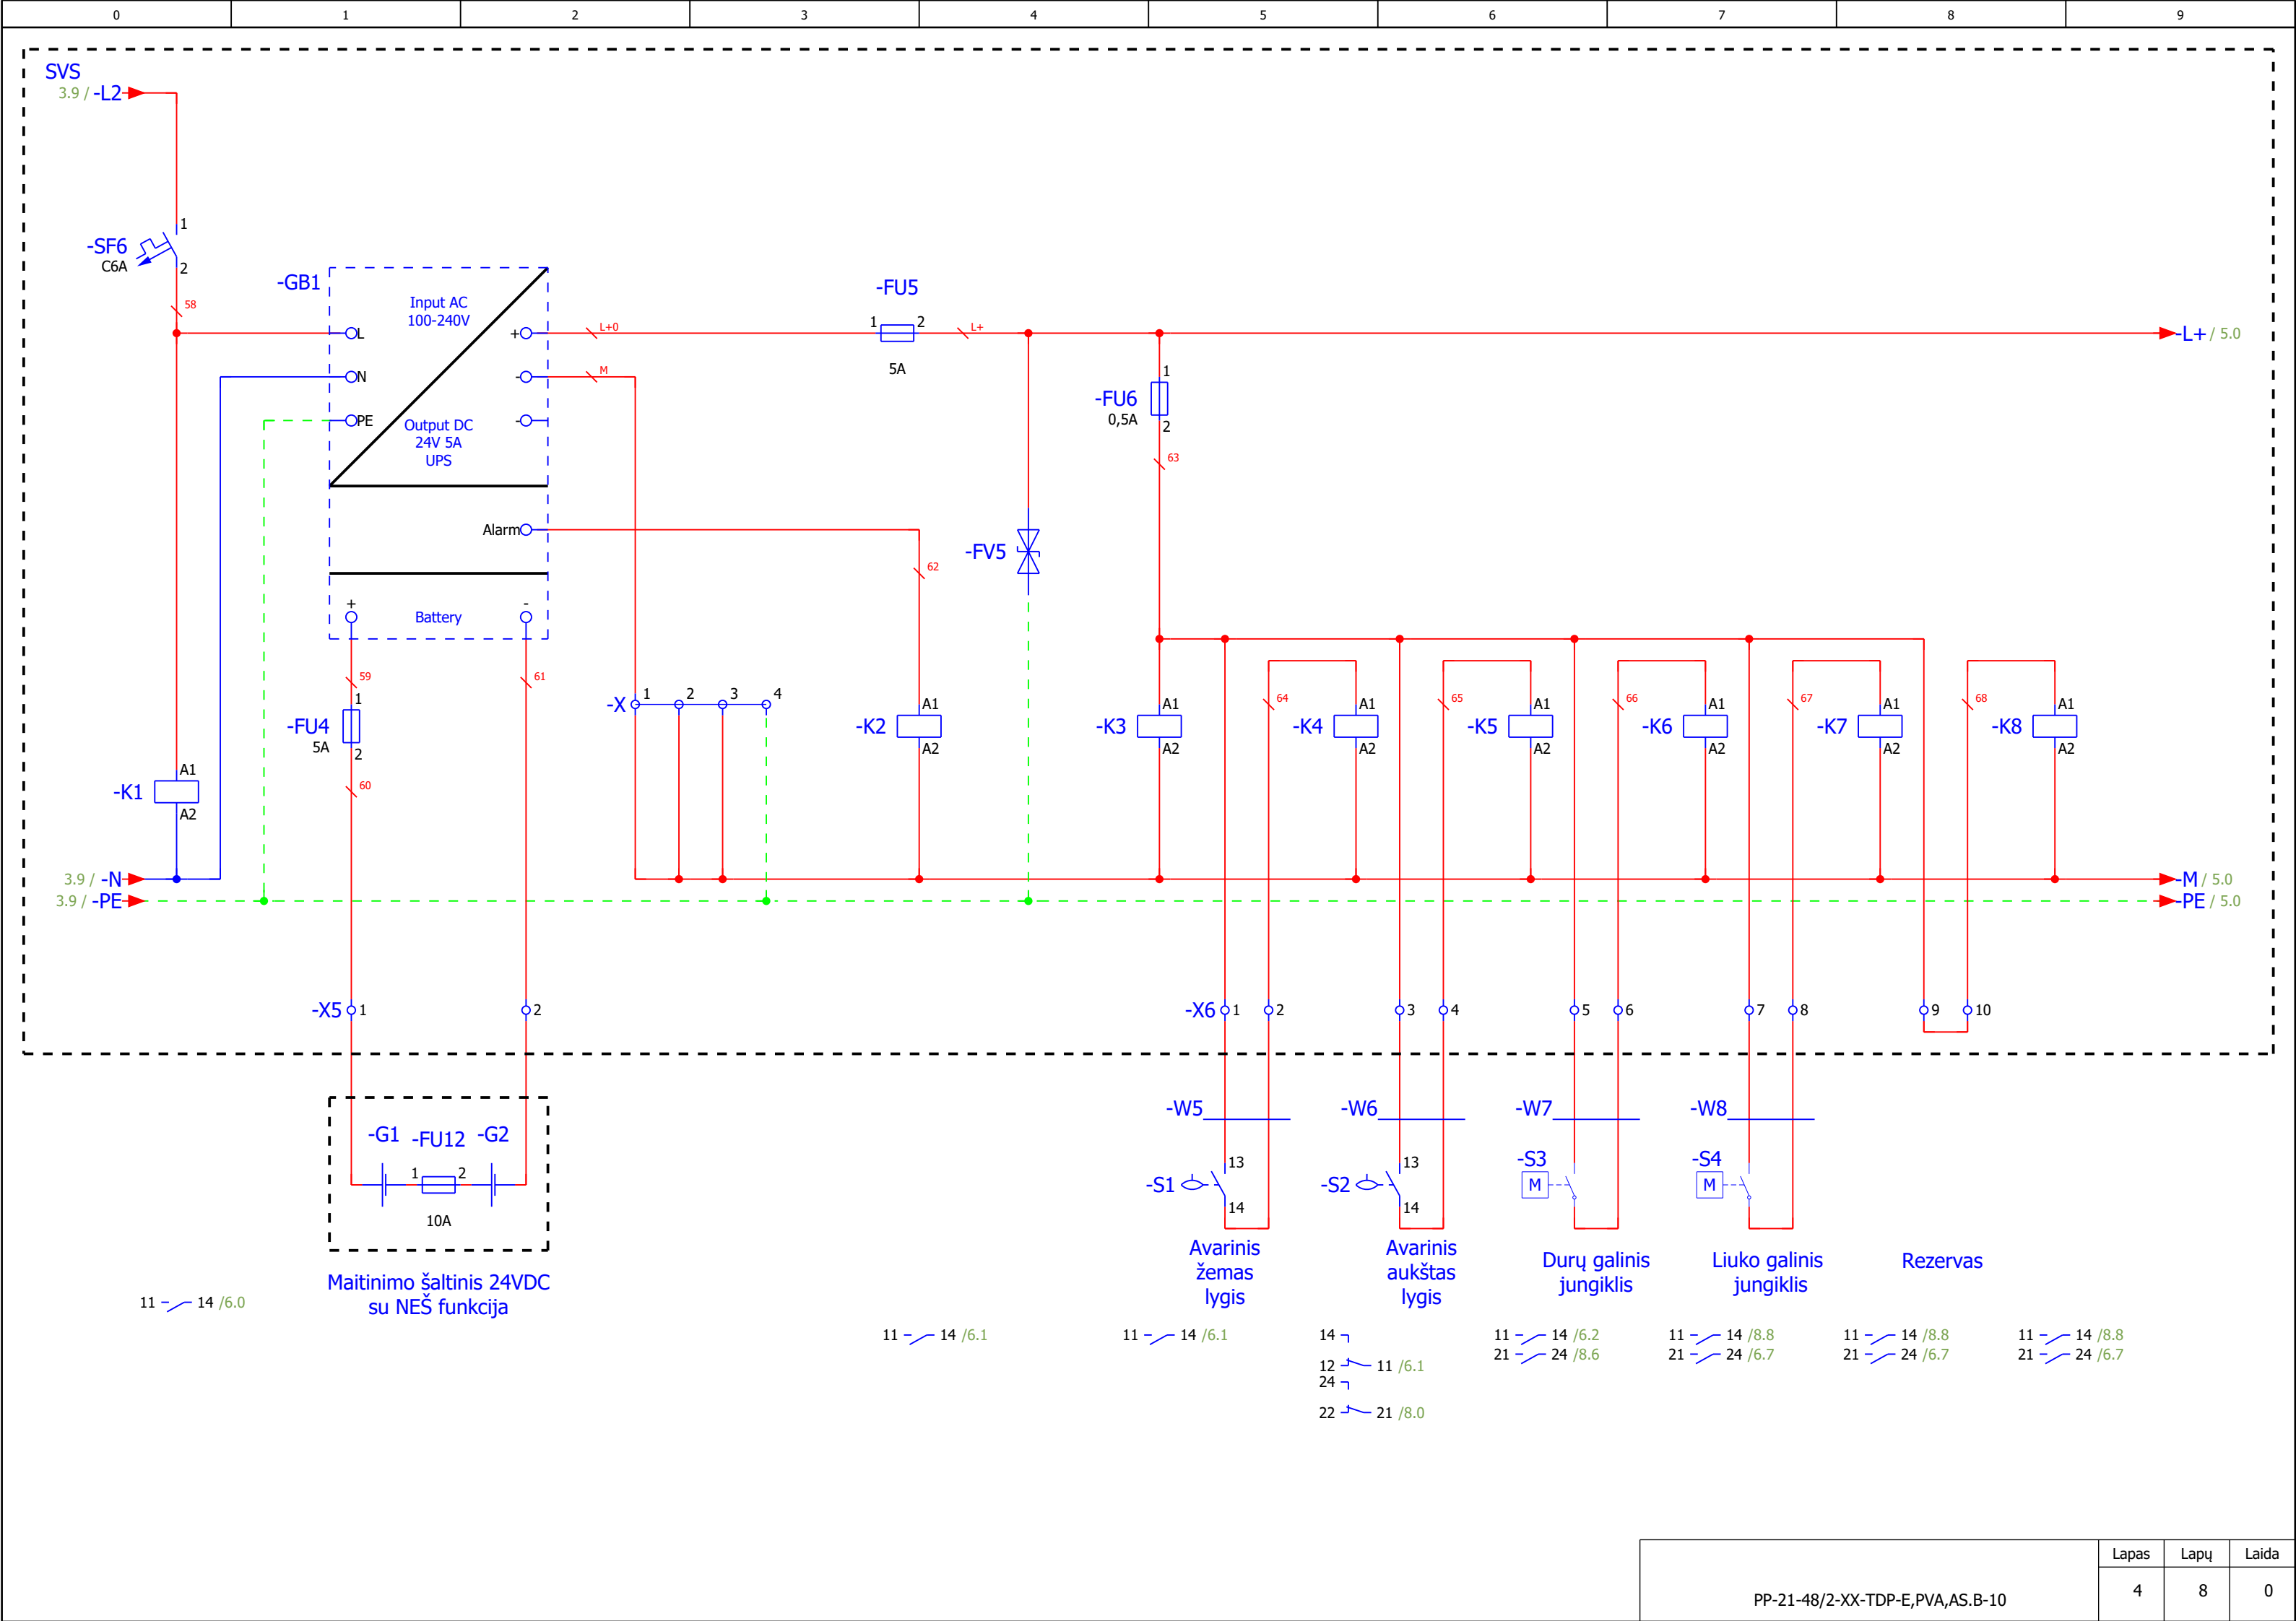 0 1 2 3 4 5 6 7 8 9
SVS
3.9 / -L2
-SF6
C6A
1
2
58
-GB1
Input AC
100-240V
L
N
PE
+
-
-
Output DC
24V 5A
UPS
Alarm
+
-
Battery
L+0
M
-FU5
1 2
5A
L+
-L+ / 5.0
-FU6
0,5A
1
2
63
-FV5
62
59
61
-FU4
5A
1
2
60
-X 1 2 3 4
-K1
A1
A2
-K2
A1
A2
-K3
A1
A2
64
-K4
A1
A2
65
-K5
A1
A2
66
-K6
A1
A2
67
-K7
A1
A2
68
-K8
A1
A2
3.9 / -N
3.9 / -PE
-M / 5.0
-PE / 5.0
-X5 1 2
-X6 1 2 3 4 5 6 7 8 9 10
-W5
-W6
-W7
-W8
-G1 -FU12 -G2
1 2
10A
-S1
13
14
-S2
13
14
-S3
M
-S4
M
Maitinimo šaltinis 24VDC
su NEŠ funkcija
Avarinis
žemas
lygis
Avarinis
aukštas
lygis
Durų galinis
jungiklis
Liuko galinis
jungiklis
Rezervas
11 14 /6.0
11 14 /6.1
11 14 /6.1
14
12 11 /6.1
24
22 21 /8.0
11 14 /6.2
21 24 /8.6
11 14 /8.8
21 24 /6.7
11 14 /8.8
21 24 /6.7
11 14 /8.8
21 24 /6.7
Lapas Lapų Laida
PP-21-48/2-XX-TDP-E,PVA,AS.B-10 4 8 0